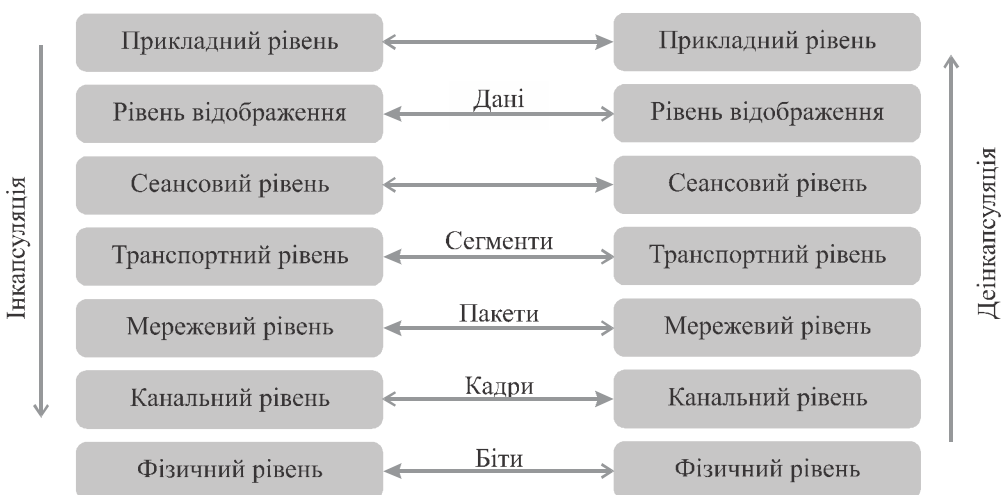 Прикладний рівень
Прикладний рівень
Дані
Рівень відображення
Рівень відображення
Сеансовий рівень
Сеансовий рівень
Інкапсуляція
Деінкапсуляція
Сегменти
Транспортний рівень
Транспортний рівень
Пакети
Мережевий рівень
Мережевий рівень
Кадри
Канальний рівень
Канальний рівень
Біти
Фізичний рівень
Фізичний рівень